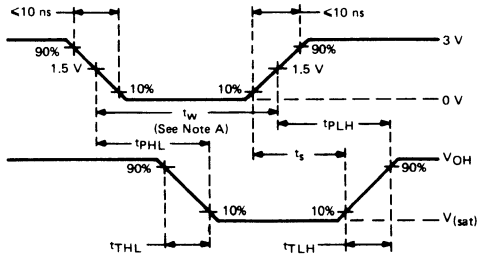 ≤10 ns ≤10 ns
90% 90% 3 V
1.5 V 1.5 V
10% 10%
0 V
tw
(See Note A)
tPLH
tPHL
ts
VOH
90% 90%
10% 10%
V(sat)
tTHL tTLH